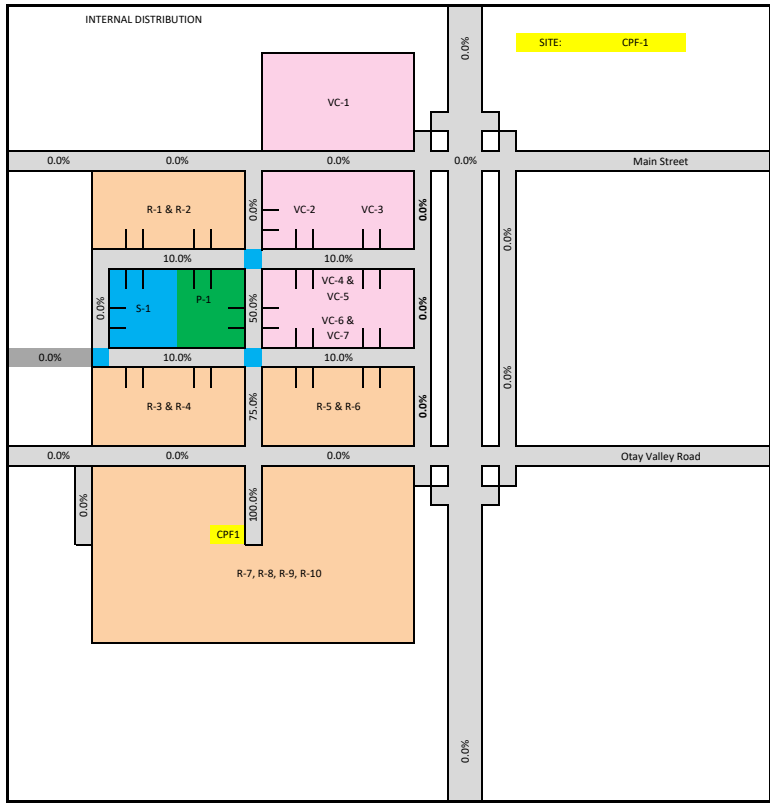 INTERNAL DISTRIBUTION
SITE: CPF-1
0.0%
VC-1
0.0% 0.0% 0.0% 0.0% Main Street
R-1 & R-2 0.0% VC-2 VC-3 0.0% 0.0%
10.0% 10.0%
0.0% S-1 P-1 50.0% VC-4 &
VC-5
VC-6 &
VC-7
0.0%
0.0% 10.0% 10.0%
R-3 & R-4 75.0% R-5 & R-6 0.0% 0.0%
0.0% 0.0% 0.0% Otay Valley Road
0.0% 100.0%
CPF1
R-7, R-8, R-9, R-10
0.0%